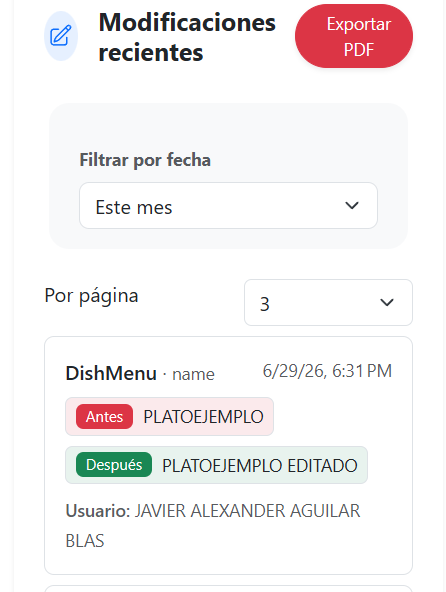 Modificaciones
recientes
Exportar
PDF
Filtrar por fecha
Este mes
Por página
3
DishMenu · name
6/29/26, 6:31 PM
Antes PLATOEJEMPLO
Después PLATOEJEMPLO EDITADO
Usuario: JAVIER ALEXANDER AGUILAR
BLAS